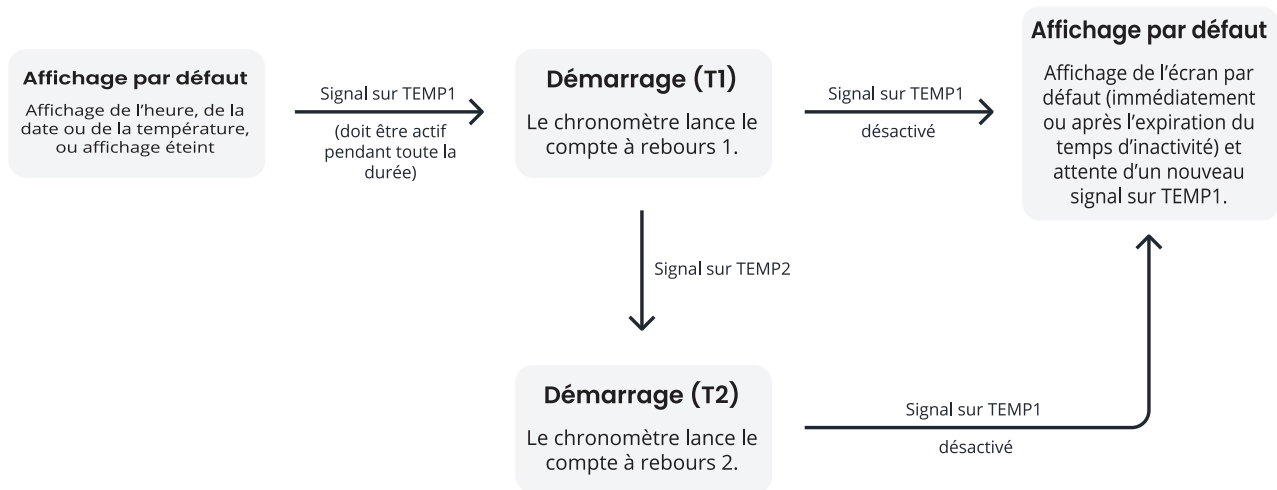 Affichage par défaut
Affichage de l'heure, de la
date ou de la température,
ou affichage éteint
Signal sur TEMP1
(doit être actif
pendant toute la
durée)
Démarrage (T1)
Le chronomètre lance le
compte à rebours 1.
Signal sur TEMP1
désactivé
Affichage par défaut
Affichage de l'écran par
défaut (immédiatement
ou après l'expiration du
temps d'inactivité) et
attente d'un nouveau
signal sur TEMP1.
Signal sur TEMP2
Démarrage (T2)
Le chronomètre lance le
compte à rebours 2.
Signal sur TEMP1
désactivé